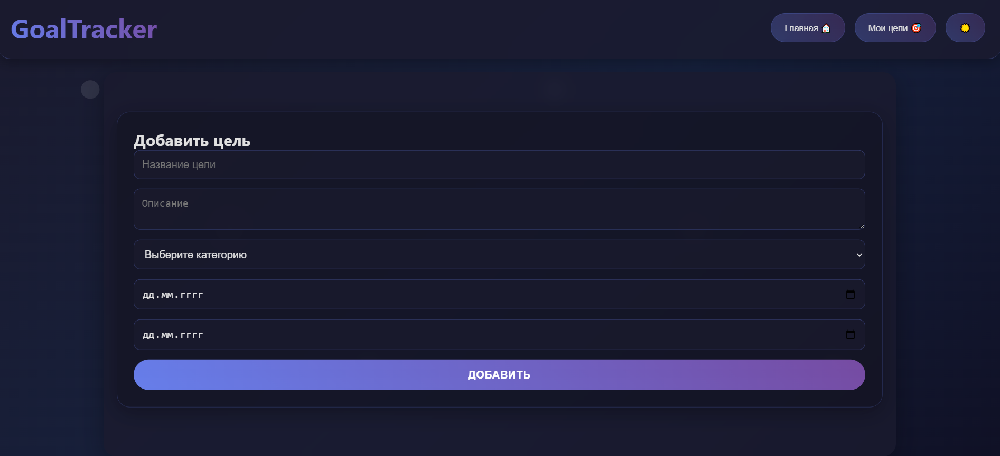 GoalTracker
Главная 🏠
Мои цели 🎯
Добавить цель
Название цели
Описание
Выберите категорию
дд.мм.гггг
дд.мм.гггг
ДОБАВИТЬ